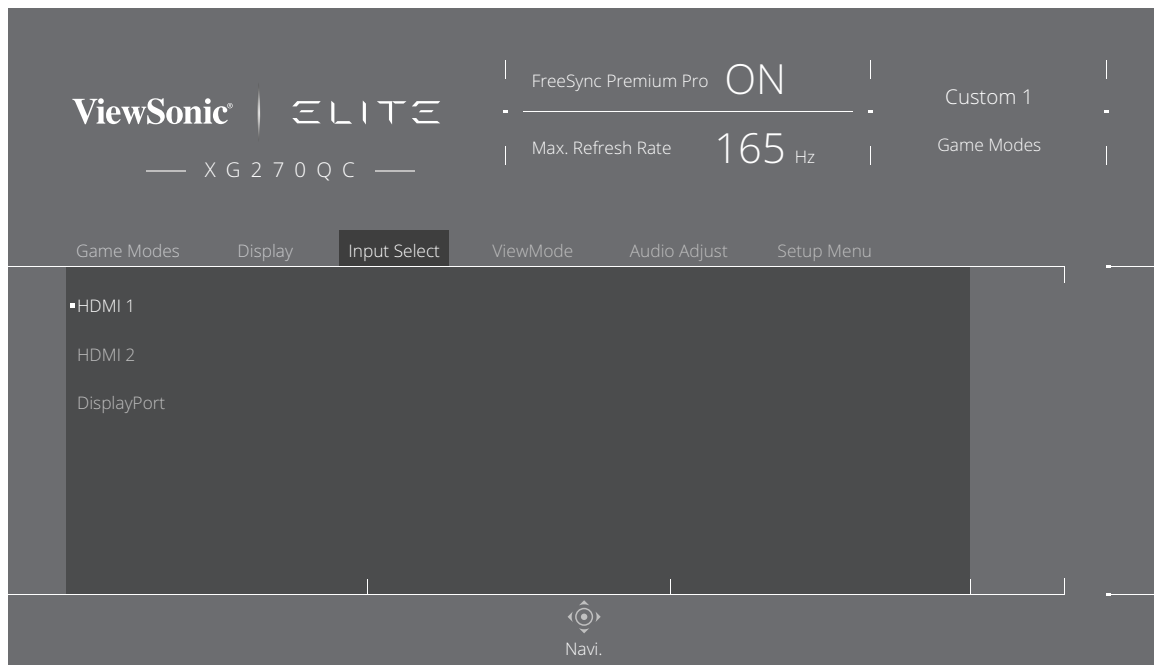 ViewSonic® ELITE
XG270QC
FreeSync Premium Pro ON
Max. Refresh Rate 165 Hz
Custom 1
Game Modes
Game Modes Display Input Select ViewMode Audio Adjust Setup Menu
HDMI 1
HDMI 2
DisplayPort
Navi.